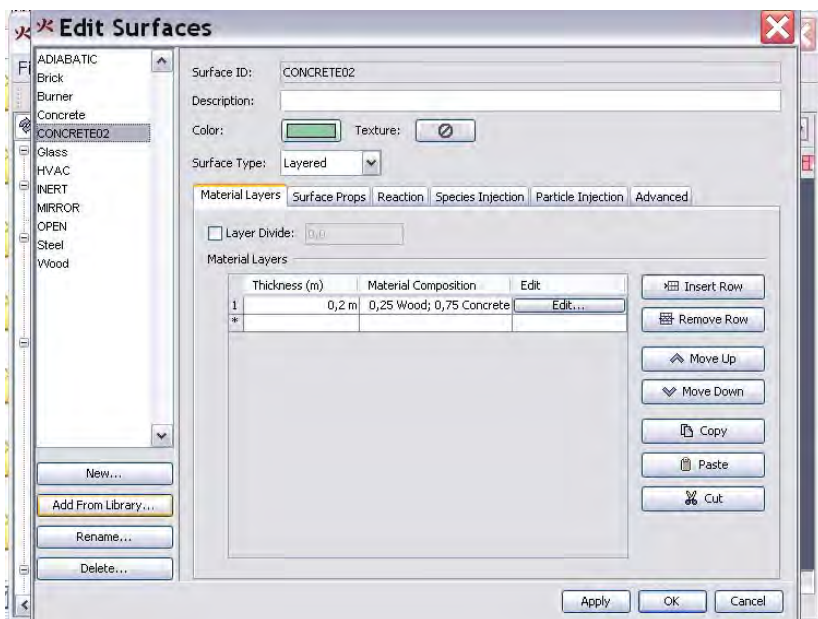 Edit Surfaces
Fi
ADIABATIC
Brick
Burner
Concrete
CONCRETE02
Glass
HVAC
INERT
MIRROR
OPEN
Steel
Wood
New...
Add From Library...
Rename...
Delete...
Surface ID: CONCRETE02
Description:
Color: Texture:
Surface Type: Layered
Material Layers Surface Props Reaction Species Injection Particle Injection Advanced
Layer Divide: 0,0
Material Layers
Thickness (m) Material Composition Edit
1 0,2 m 0,25 Wood; 0,75 Concrete Edit...
*
Insert Row
Remove Row
Move Up
Move Down
Copy
Paste
Cut
Apply OK Cancel